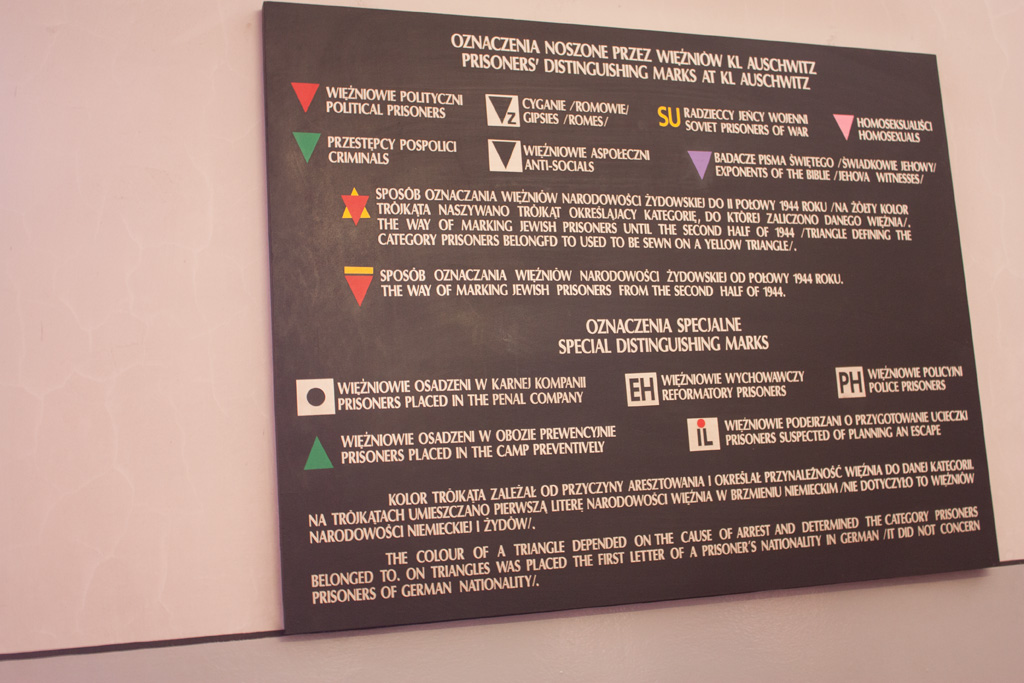 OZNACZENIA NOSZONE PRZEZ WIĘŹNIÓW KL AUSCHWITZ
PRISONERS' DISTINGUISHING MARKS AT KL AUSCHWITZ
WIĘŹNIOWIE POLITYCZNI
POLITICAL PRISONERS
Z
CYGANIE /ROMOWIE/
GIPSIES /ROMES/
SU
RADZIECCY JEŃCY WOJENNI
SOVIET PRISONERS OF WAR
HOMOSEKSUALIŚCI
HOMOSEXUALS
PRZESTĘPCY POSPOLICI
CRIMINALS
WIĘŹNIOWIE ASPOŁECZNI
ANTI-SOCIALS
BADACZE PISMA ŚWIĘTEGO /ŚWIADKOWIE JEHOWY/
EXPONENTS OF THE BIBLIE /JEHOVA WITNESSES/
SPOSÓB OZNACZANIA WIĘŹNIÓW NARODOWOŚCI ŻYDOWSKIEJ DO II POŁOWY 1944 ROKU /NA ŻÓŁTY KOLOR
TRÓJKĄTA NASZYWANO TRÓJKĄT OKREŚLAJĄCY KATEGORIĘ, DO KTÓREJ ZALICZONO DANEGO WIĘŹNIA/.
THE WAY OF MARKING JEWISH PRISONERS UNTIL THE SECOND HALF OF 1944 /TRIANGLE DEFINING THE
CATEGORY PRISONERS BELONGFD TO USED TO BE SEWN ON A YELLOW TRIANGLE/.
SPOSÓB OZNACZANIA WIĘŹNIÓW NARODOWOŚCI ŻYDOWSKIEJ OD POŁOWY 1944 ROKU.
THE WAY OF MARKING JEWISH PRISONERS FROM THE SECOND HALF OF 1944.
OZNACZENIA SPECJALNE
SPECIAL DISTINGUISHING MARKS
WIĘŹNIOWIE OSADZENI W KARNEJ KOMPANII
PRISONERS PLACED IN THE PENAL COMPANY
EH
WIĘŹNIOWIE WYCHOWAWCZY
REFORMATORY PRISONERS
PH
WIĘŹNIOWIE POLICYJNI
POLICE PRISONERS
WIĘŹNIOWIE OSADZENI W OBOZIE PREWENCYJNIE
PRISONERS PLACED IN THE CAMP PREVENTIVELY
iL
WIĘŹNIOWIE PODEJRZANI O PRZYGOTOWANIE UCIECZKI
PRISONERS SUSPECTED OF PLANNING AN ESCAPE
KOLOR TRÓJKĄTA ZALEŻAŁ OD PRZYCZYNY ARESZTOWANIA I OKREŚLAŁ PRZYNALEŻNOŚĆ WIĘŹNIA DO DANEJ KATEGORII.
NA TRÓJKĄTACH UMIESZCZANO PIERWSZĄ LITERĘ NARODOWOŚCI WIĘŹNIA W BRZMIENIU NIEMIECKIM /NIE DOTYCZYŁO TO WIĘŹNIÓW
NARODOWOŚCI NIEMIECKIEJ I ŻYDÓW/.
THE COLOUR OF A TRIANGLE DEPENDED ON THE CAUSE OF ARREST AND DETERMINED THE CATEGORY PRISONERS
BELONGED TO. ON TRIANGLES WAS PLACED THE FIRST LETTER OF A PRISONER'S NATIONALITY IN GERMAN /IT DID NOT CONCERN
PRISONERS OF GERMAN NATIONALITY/.